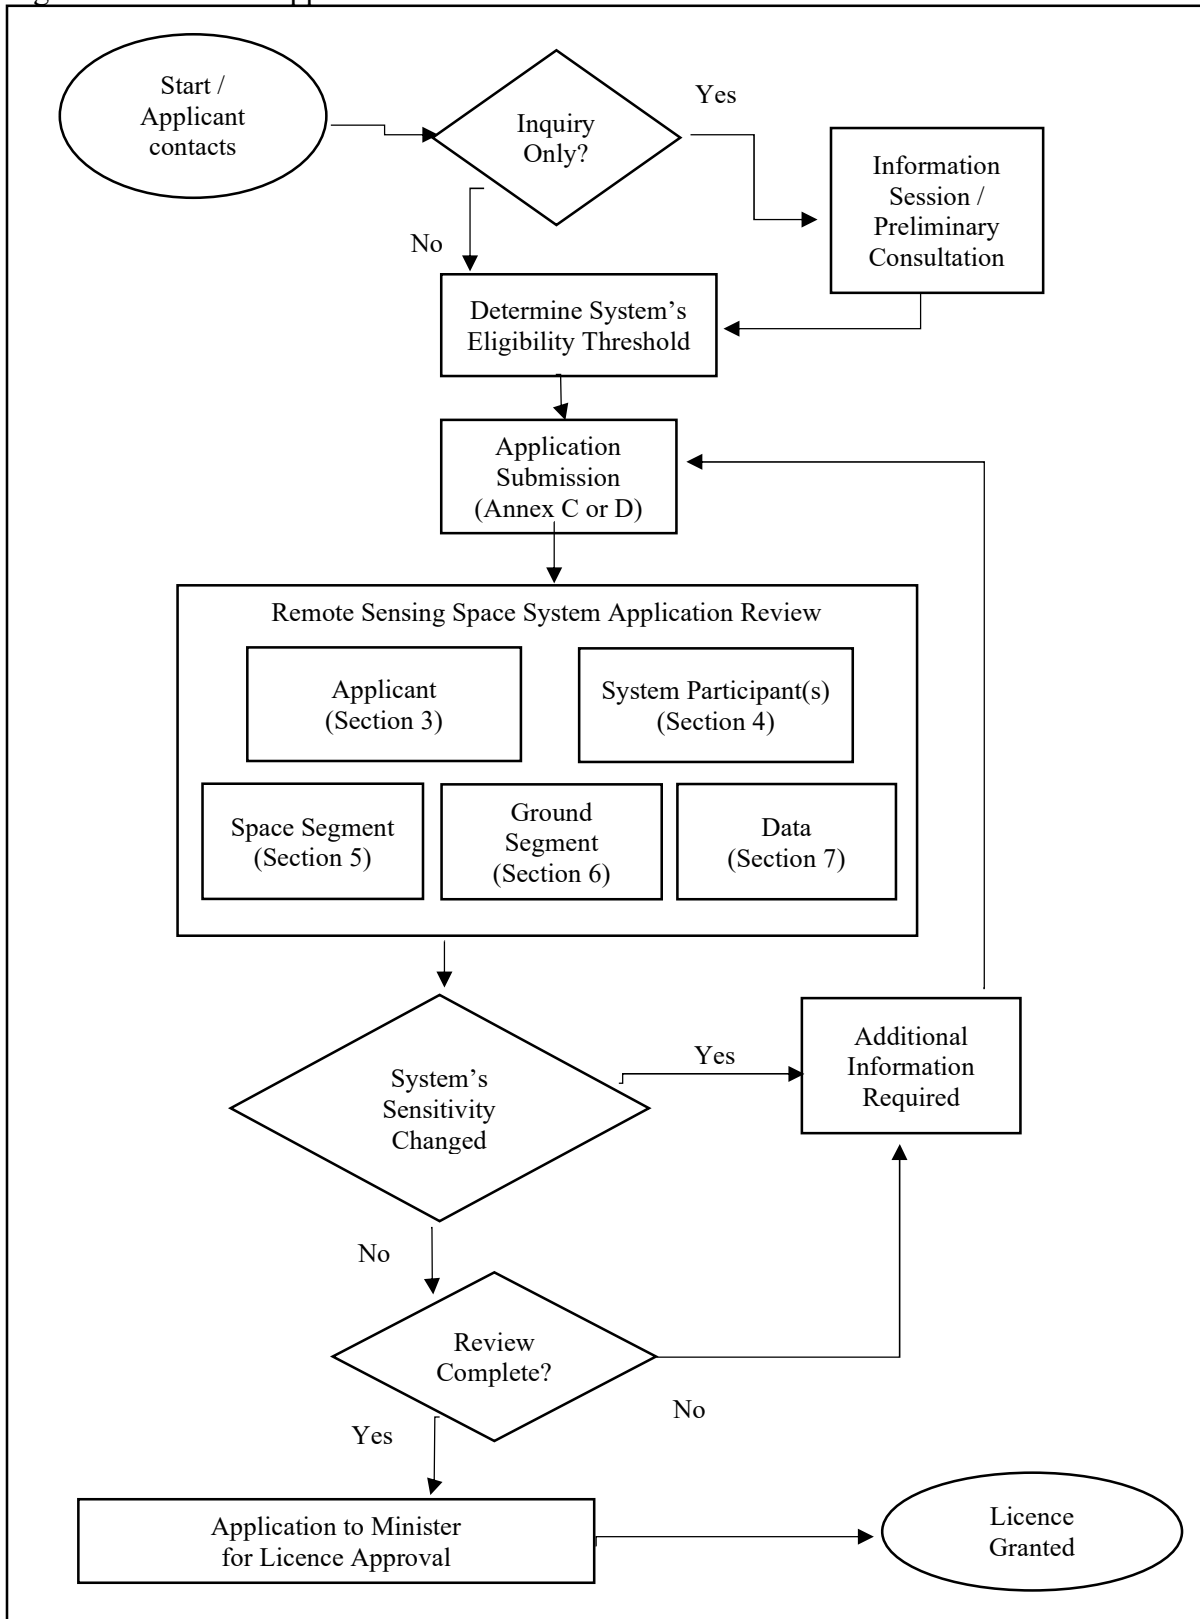 Start /
Applicant
contacts
Inquiry
Only?
Yes
Information
Session /
Preliminary
Consultation
No
Determine System’s
Eligibility Threshold
Application
Submission
(Annex C or D)
Remote Sensing Space System Application Review
Applicant
(Section 3)
System Participant(s)
(Section 4)
Space Segment
(Section 5)
Ground
Segment
(Section 6)
Data
(Section 7)
System’s
Sensitivity
Changed
Yes
Additional
Information
Required
No
Review
Complete?
No
Yes
Application to Minister
for Licence Approval
Licence
Granted